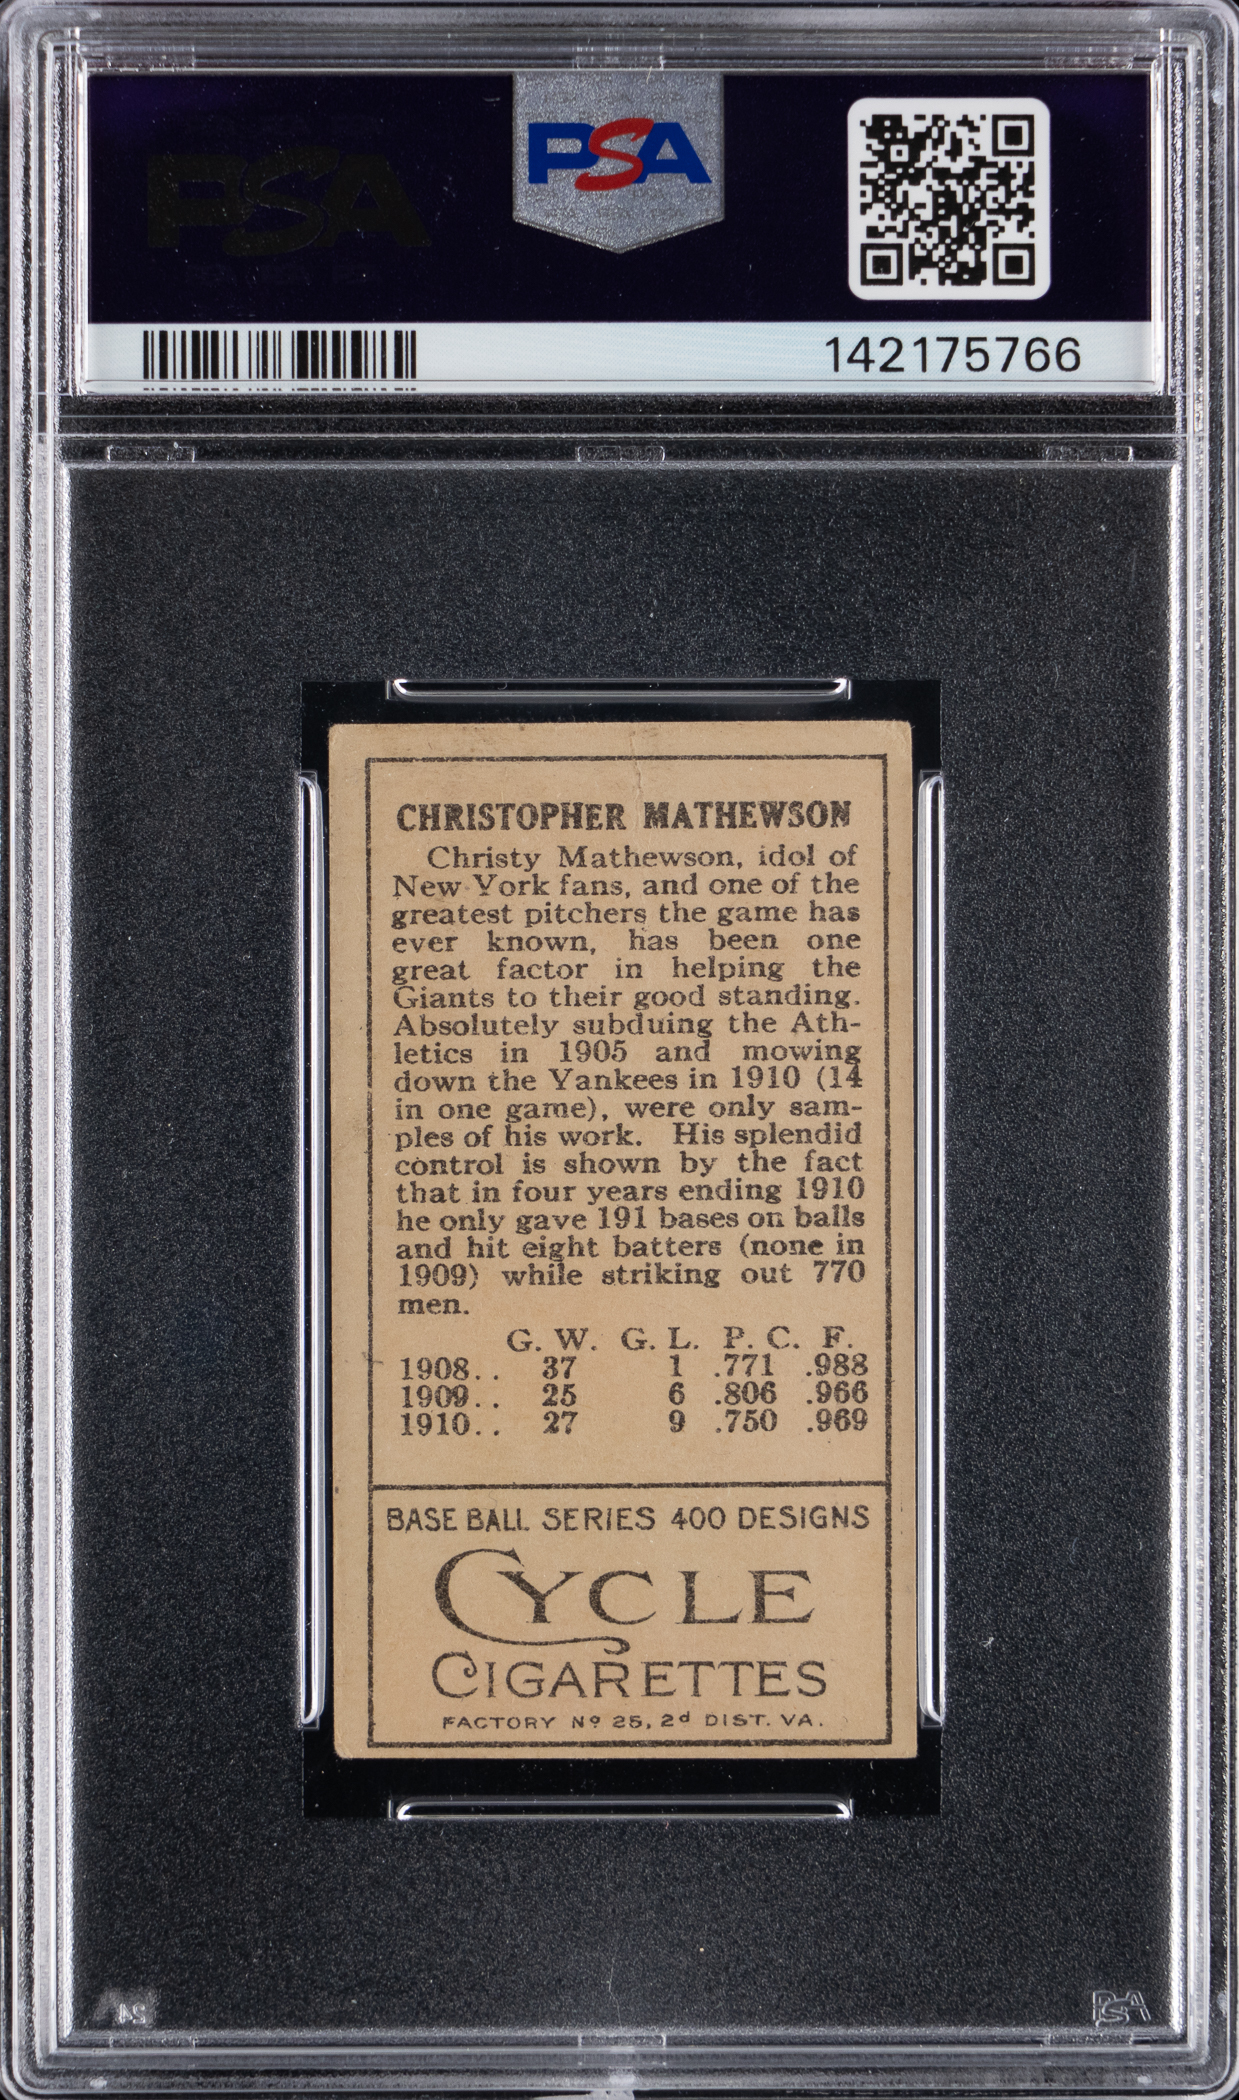 PSA
PSA
142175766
CHRISTOPHER MATHEWSON
Christy Mathewson, idol of
New York fans, and one of the
greatest pitchers the game has
ever known, has been one
great factor in helping the
Giants to their good standing.
Absolutely subduing the Ath-
letics in 1905 and mowing
down the Yankees in 1910 (14
in one game), were only sam-
ples of his work. His splendid
control is shown by the fact
that in four years ending 1910
he only gave 191 bases on balls
and hit eight batters (none in
1909) while striking out 770
men.
G. W. G. L. P. C. F.
1908.. 37 1 .771 .988
1909.. 25 6 .806 .966
1910.. 27 9 .750 .969
BASE BALL SERIES 400 DESIGNS
CYCLE
CIGARETTES
FACTORY Nº 25, 2d DIST. VA.
PSA